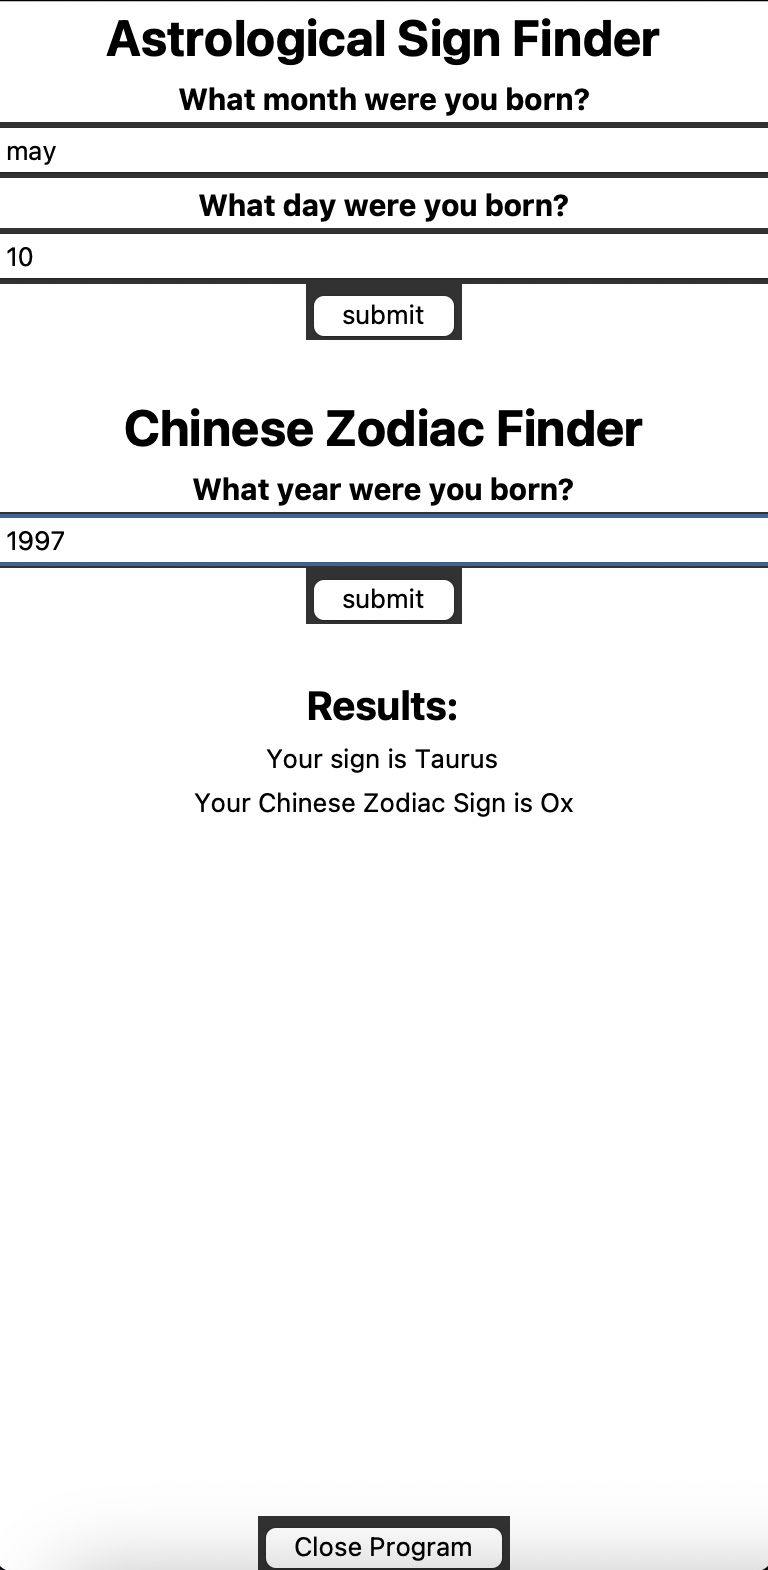 Astrological Sign Finder
What month were you born?
may
What day were you born?
10
submit
Chinese Zodiac Finder
What year were you born?
1997
submit
Results:
Your sign is Taurus
Your Chinese Zodiac Sign is Ox
Close Program